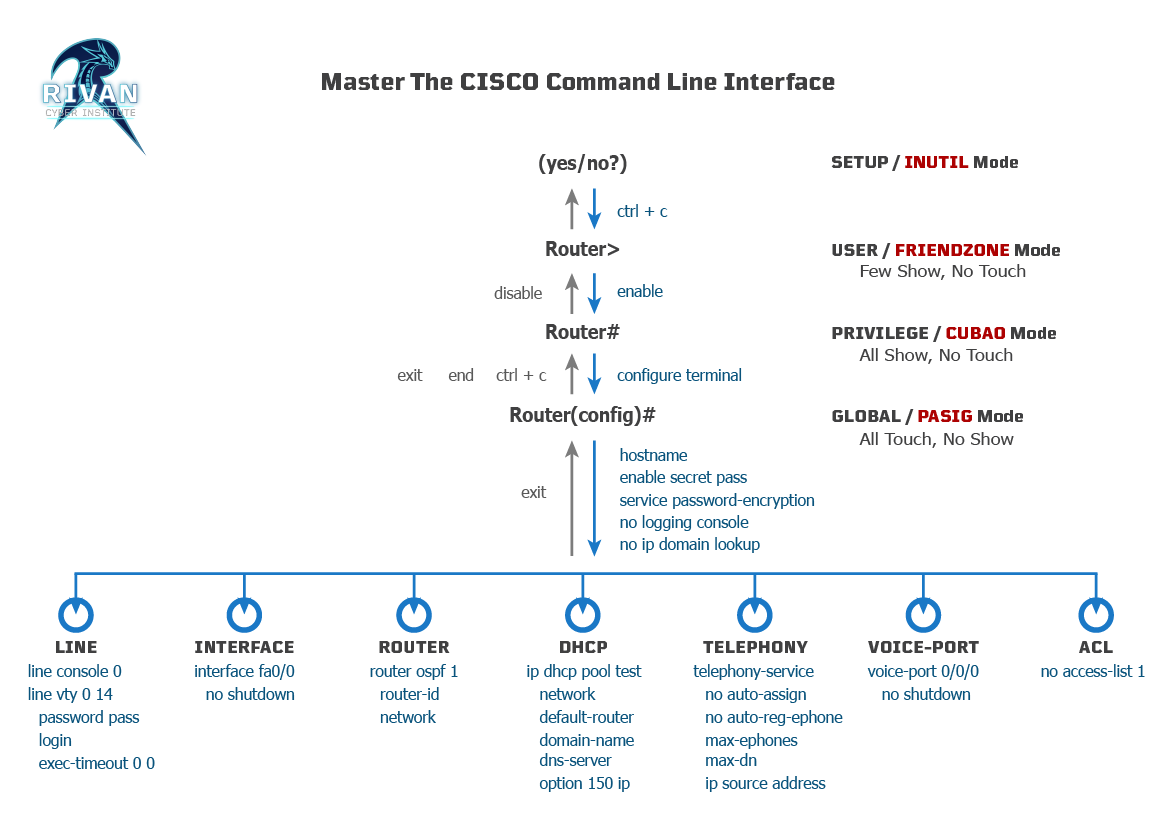 RIVAN
CYBER INSTITUTE
Master The CISCO Command Line Interface
(yes/no?)
SETUP / INUTIL Mode
ctrl + c
Router>
USER / FRIENDZONE Mode
Few Show, No Touch
disable
enable
Router#
PRIVILEGE / CUBAO Mode
All Show, No Touch
exit end ctrl + c
configure terminal
Router(config)#
GLOBAL / PASIG Mode
All Touch, No Show
exit
hostname
enable secret pass
service password-encryption
no logging console
no ip domain lookup
LINE
line console 0
line vty 0 14
password pass
login
exec-timeout 0 0
INTERFACE
interface fa0/0
no shutdown
ROUTER
router ospf 1
router-id
network
DHCP
ip dhcp pool test
network
default-router
domain-name
dns-server
option 150 ip
TELEPHONY
telephony-service
no auto-assign
no auto-reg-ephone
max-ephones
max-dn
ip source address
VOICE-PORT
voice-port 0/0/0
no shutdown
ACL
no access-list 1